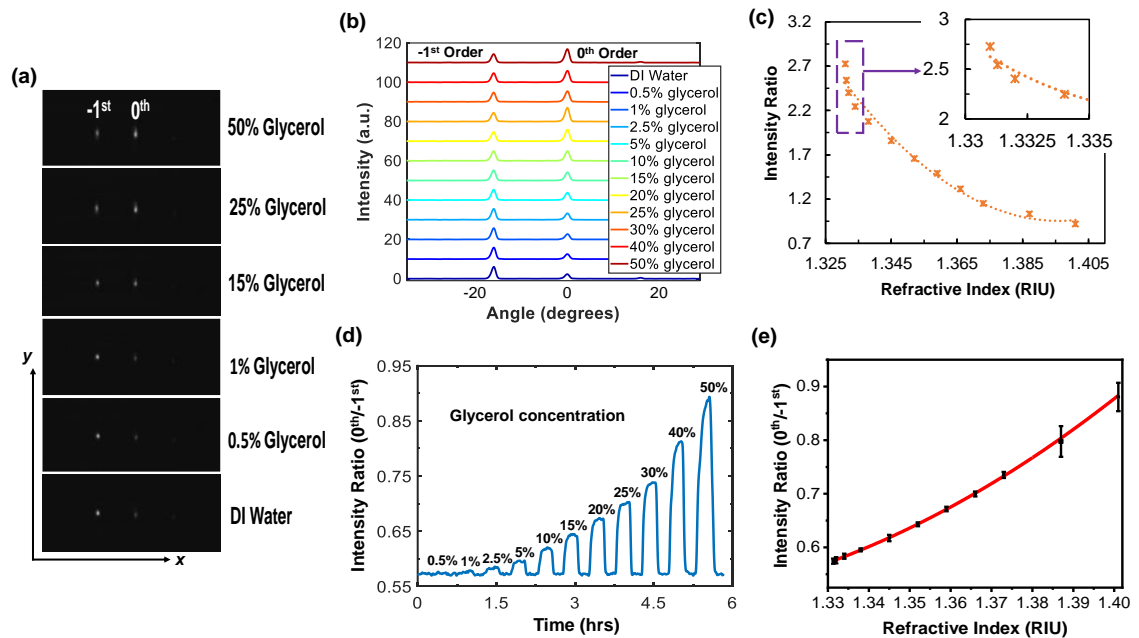 (a)
-1st 0th
50% Glycerol
25% Glycerol
15% Glycerol
1% Glycerol
0.5% Glycerol
DI Water
y
x
(b)
120
100
80
60
40
20
0
Intensity (a.u.)
-1st Order
0th Order
DI Water
0.5% glycerol
1% glycerol
2.5% glycerol
5% glycerol
10% glycerol
15% glycerol
20% glycerol
25% glycerol
30% glycerol
40% glycerol
50% glycerol
-20 0 20
Angle (degrees)
(c)
3.2
2.7
2.2
1.7
1.2
0.7
Intensity Ratio
3
2.5
2
1.33 1.3325 1.335
1.325 1.345 1.365 1.385 1.405
Refractive Index (RIU)
(d)
0.95
0.85
0.75
0.65
0.55
Intensity Ratio (0th/-1st)
Glycerol concentration
0.5% 1% 2.5% 5% 10% 15% 20% 25% 30% 40% 50%
0 1.5 3 4.5 6
Time (hrs)
(e)
0.9
0.8
0.7
0.6
Intensity Ratio (0th/-1st)
1.33 1.34 1.35 1.36 1.37 1.38 1.39 1.40
Refractive Index (RIU)